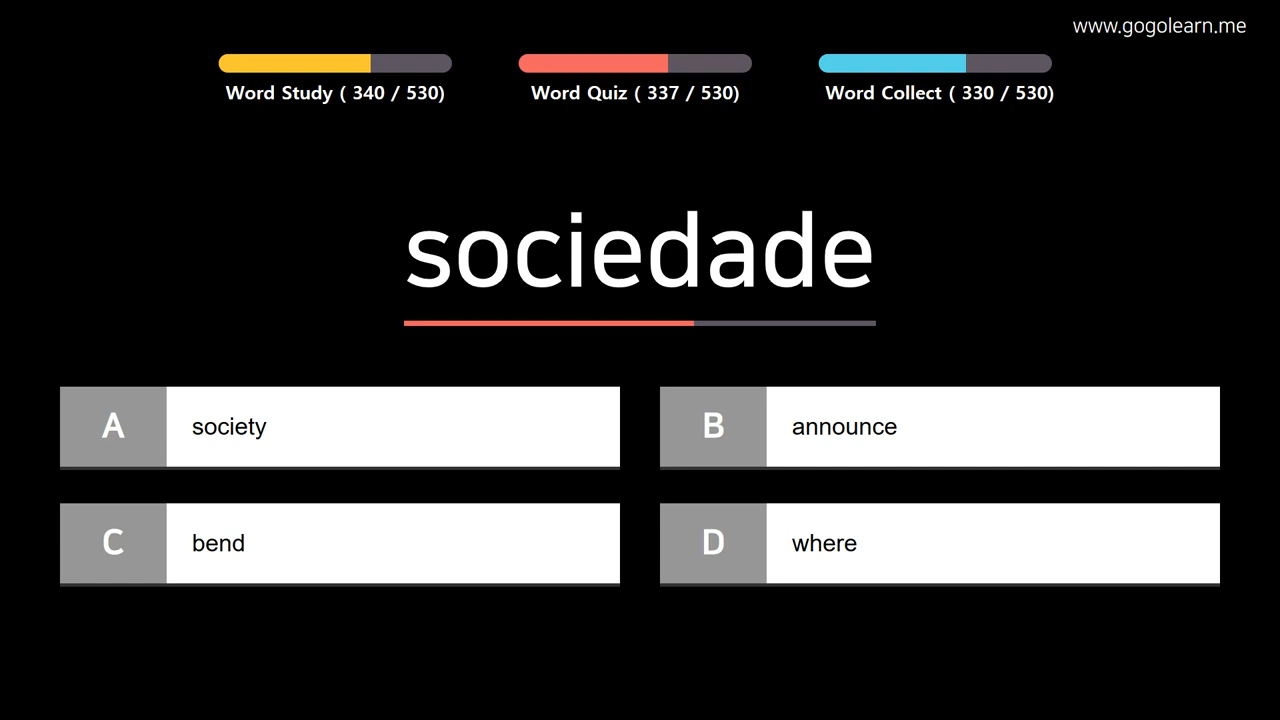 www.gogolearn.me
Word Study ( 340 / 530)
Word Quiz ( 337 / 530)
Word Collect ( 330 / 530)
sociedade
A society
B announce
C bend
D where